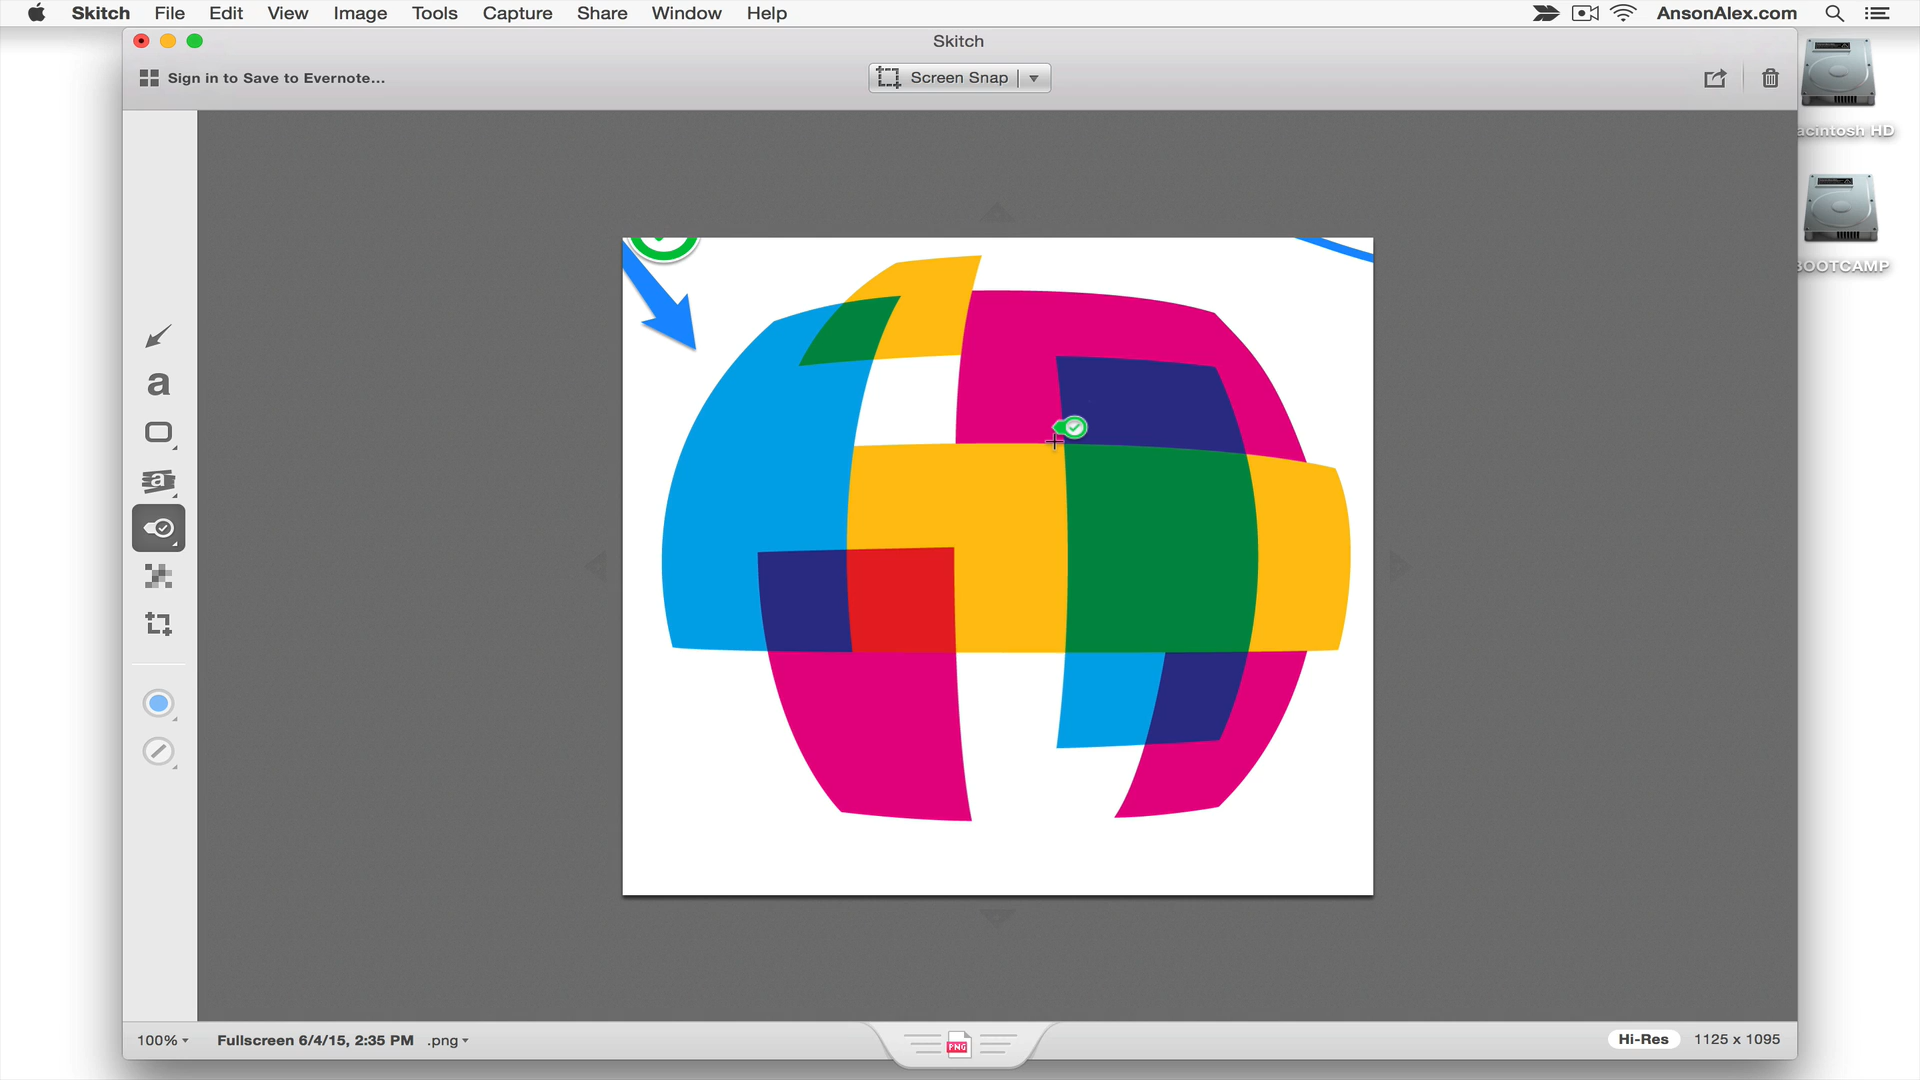 Skitch File Edit View Image Tools Capture Share Window Help AnsonAlex.com
Skitch
Sign in to Save to Evernote... Screen Snap
acintosh HD
BOOTCAMP
a
a
100% Fullscreen 6/4/15, 2:35 PM .png PNG Hi-Res 1125 x 1095